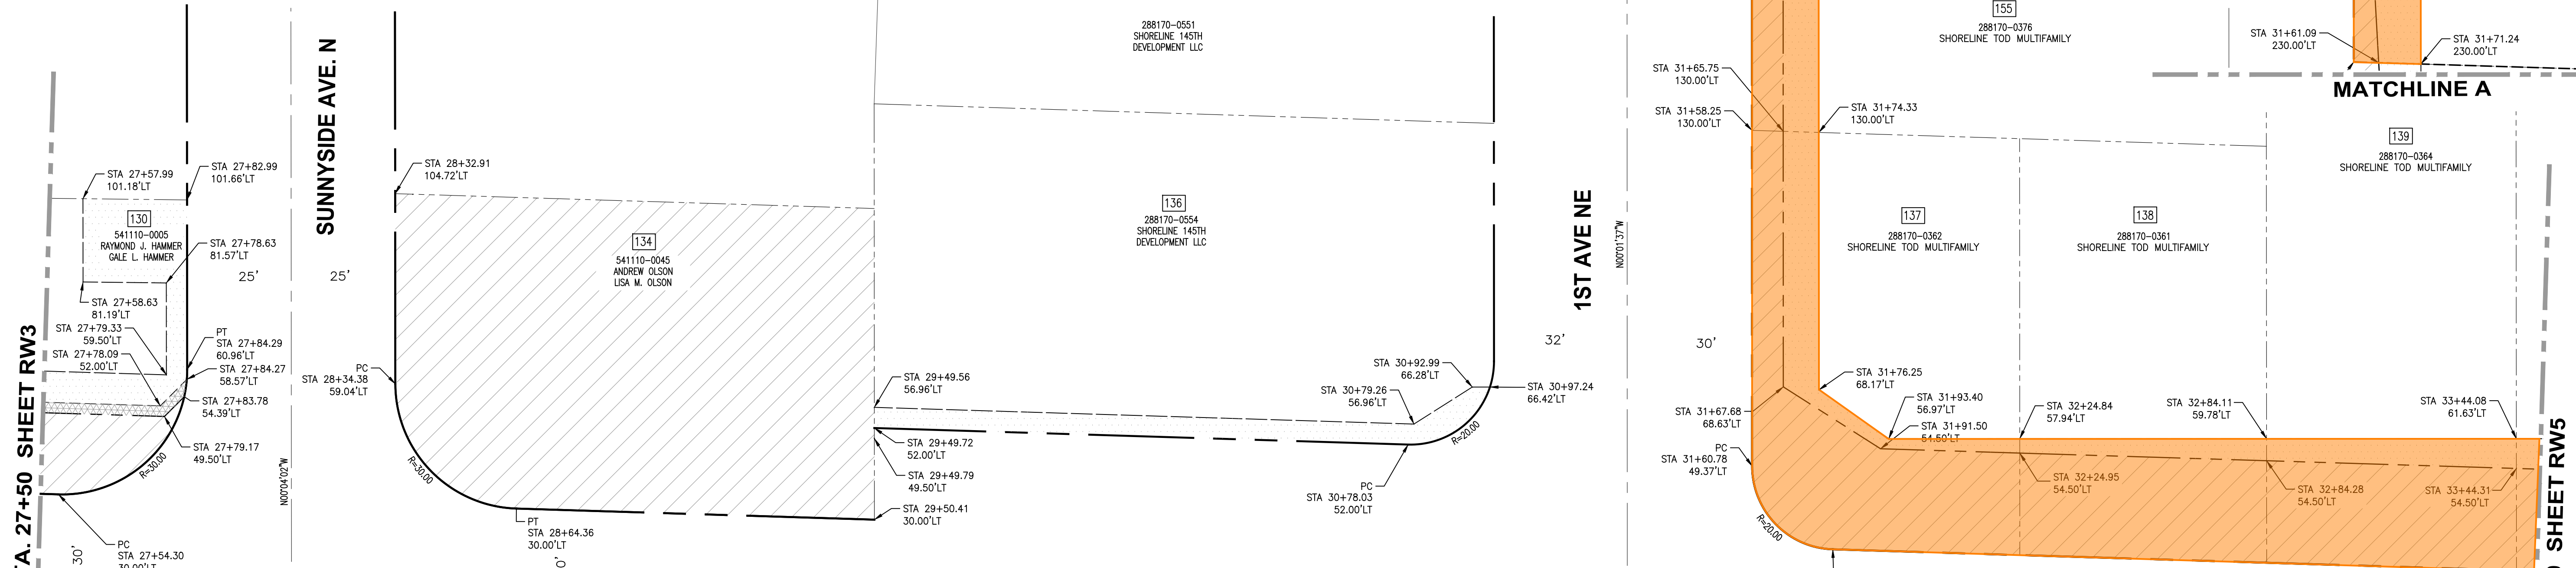 STA. 27+50 SHEET RW3
STA 27+57.99
101.18'LT
STA 27+82.99
101.66'LT
130
541110-0005
RAYMOND J. HAMMER
GALE L. HAMMER
STA 27+78.63
81.57'LT
25'
STA 27+58.63
81.19'LT
STA 27+79.33
59.50'LT
STA 27+78.09
52.00'LT
PT
STA 27+84.29
60.96'LT
STA 27+84.27
58.57'LT
STA 27+83.78
54.39'LT
STA 27+79.17
49.50'LT
R=30.00
PC
STA 27+54.30
30.00'LT
30'
SUNNYSIDE AVE. N
N00°04'02"W
25'
STA 28+32.91
104.72'LT
134
541110-0045
ANDREW OLSON
LISA M. OLSON
PC
STA 28+34.38
59.04'LT
R=30.00
PT
STA 28+64.36
30.00'LT
288170-0551
SHORELINE 145TH
DEVELOPMENT LLC
136
288170-0554
SHORELINE 145TH
DEVELOPMENT LLC
STA 29+49.56
56.96'LT
STA 29+49.72
52.00'LT
STA 29+49.79
49.50'LT
STA 29+50.41
30.00'LT
STA 30+92.99
66.28'LT
STA 30+79.26
56.96'LT
STA 30+97.24
66.42'LT
R=20.00
PC
STA 30+78.03
52.00'LT
32'
1ST AVE NE
N00°01'37"W
30'
STA 31+65.75
130.00'LT
STA 31+58.25
130.00'LT
STA 31+74.33
130.00'LT
155
288170-0376
SHORELINE TOD MULTIFAMILY
STA 31+61.09
230.00'LT
STA 31+71.24
230.00'LT
MATCHLINE A
137
288170-0362
SHORELINE TOD MULTIFAMILY
138
288170-0361
SHORELINE TOD MULTIFAMILY
139
288170-0364
SHORELINE TOD MULTIFAMILY
STA 31+76.25
68.17'LT
STA 31+93.40
56.97'LT
STA 31+91.50
54.50'LT
STA 31+67.68
68.63'LT
PC
STA 31+60.78
49.37'LT
R=20.00
STA 32+24.84
57.94'LT
STA 32+24.95
54.50'LT
STA 32+84.11
59.78'LT
STA 32+84.28
54.50'LT
STA 33+44.08
61.63'LT
STA 33+44.31
54.50'LT
SHEET RW5